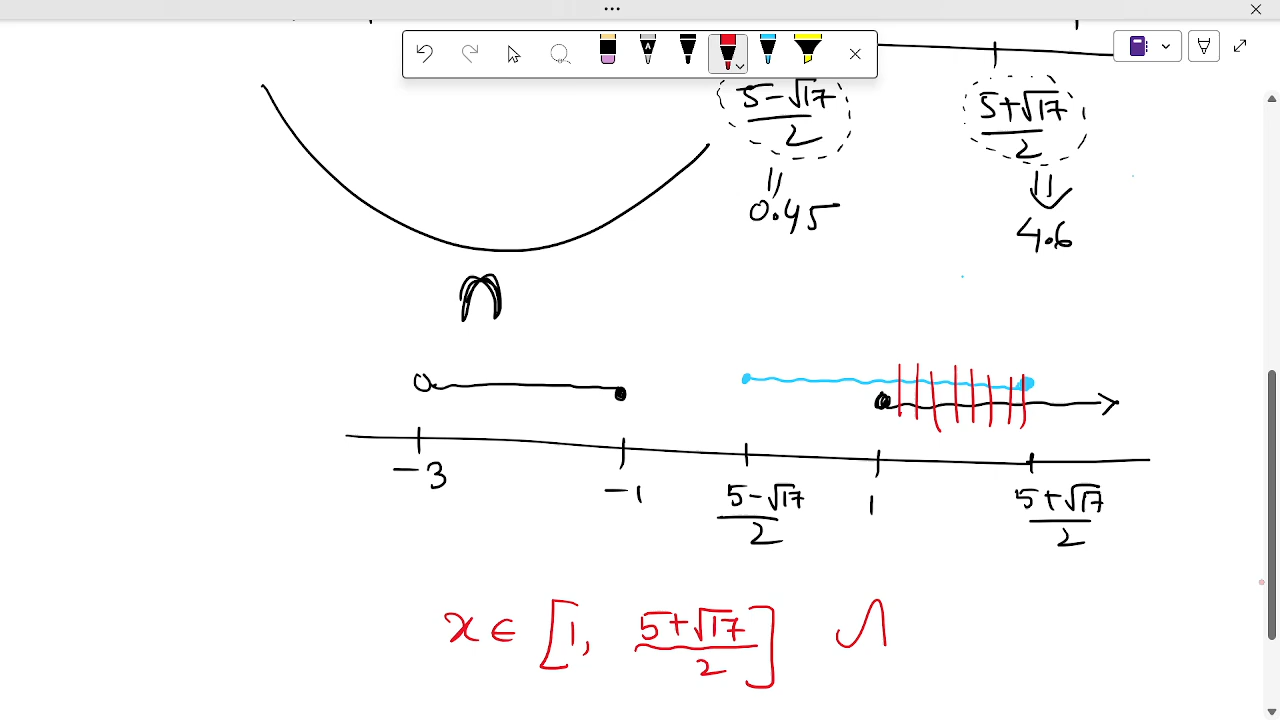 (5-√17)/2 (5+√17)/2
= 0.45 = 4.6
∩
-3 -1 (5-√17)/2 1 (5+√17)/2
x ∈ [1, (5+√17)/2]